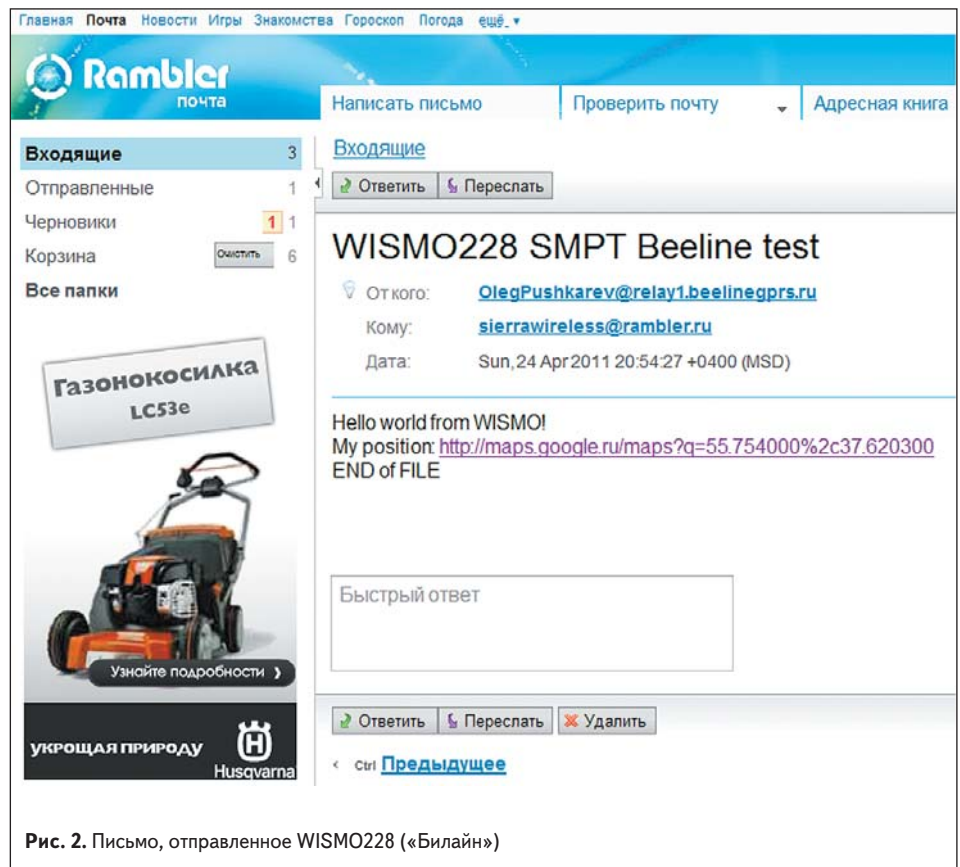 Главная Почта Новости Игры Знакомства Гороскоп Погода ещё
Rambler
почта
Написать письмо
Проверить почту
Адресная книга
Входящие 3
Отправленные 1
Черновики 1 1
Корзина Очистить 6
Все папки
Газонокосилка
LC53e
Узнайте подробности
укрощая природу
Husqvarna
Входящие
Ответить Переслать
WISMO228 SMPT Beeline test
От кого: OlegPushkarev@relay1.beelinegprs.ru
Кому: sierrawireless@rambler.ru
Дата: Sun, 24 Apr 2011 20:54:27 +0400 (MSD)
Hello world from WISMO!
My position: http://maps.google.ru/maps?q=55.754000%2c37.620300
END of FILE
Быстрый ответ
Ответить Переслать Удалить
‹ Ctrl Предыдущее
Рис. 2. Письмо, отправленное WISMO228 («Билайн»)